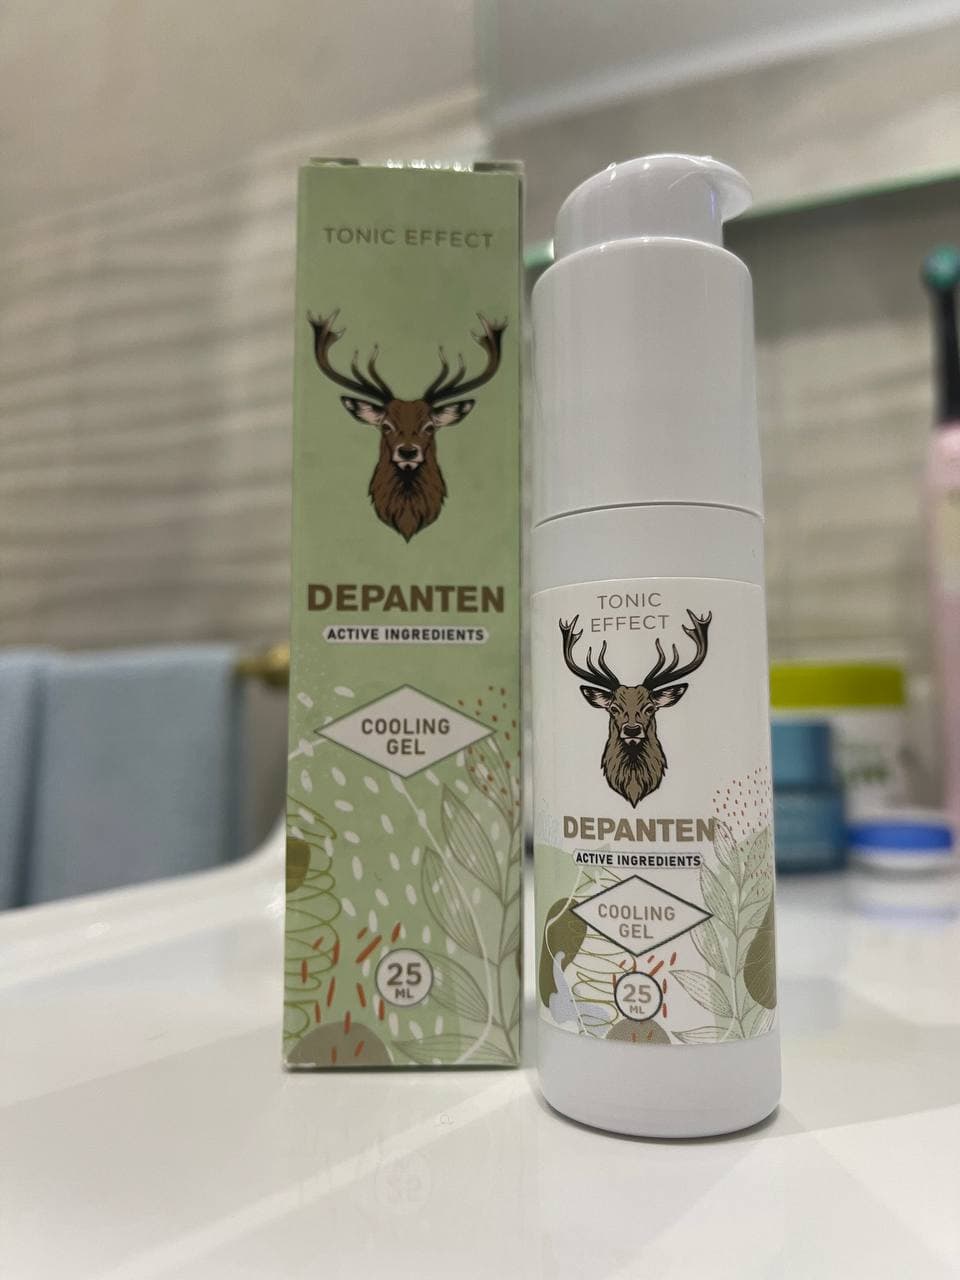 TONIC EFFECT
DEPANTEN
ACTIVE INGREDIENTS
COOLING
GEL
25
ML
TONIC
EFFECT
DEPANTEN
ACTIVE INGREDIENTS
COOLING
GEL
25
ML